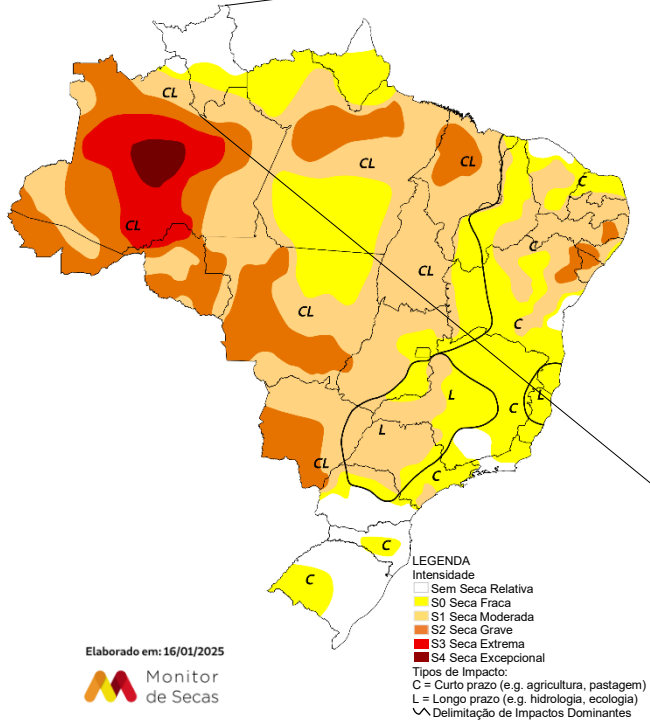 CL
CL
CL
CL
C
C
CL
CL
C
L
C
L
L
CL
C
C
C
LEGENDA
Intensidade
Sem Seca Relativa
S0 Seca Fraca
S1 Seca Moderada
S2 Seca Grave
S3 Seca Extrema
S4 Seca Excepcional
Tipos de Impacto:
C = Curto prazo (e.g. agricultura, pastagem)
L = Longo prazo (e.g. hidrologia, ecologia)
Delimitação de Impactos Dominantes
Elaborado em: 16/01/2025
Monitor
de Secas